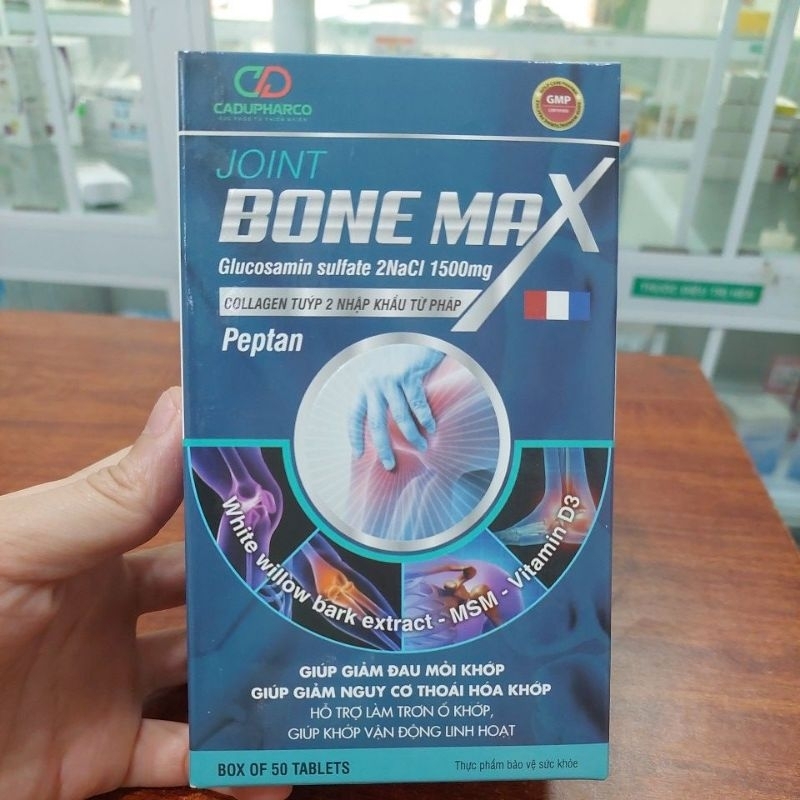 CADUPHARCO
GMP
JOINT
BONE MAX
Glucosamin sulfate 2NaCl 1500mg
COLLAGEN TUÝP 2 NHẬP KHẨU TỪ PHÁP
Peptan
White willow bark extract - MSM - Vitamin D3
GIÚP GIẢM ĐAU MỎI KHỚP
GIÚP GIẢM NGUY CƠ THOÁI HÓA KHỚP
HỖ TRỢ LÀM TRƠN Ổ KHỚP,
GIÚP KHỚP VẬN ĐỘNG LINH HOẠT
BOX OF 50 TABLETS
Thực phẩm bảo vệ sức khỏe